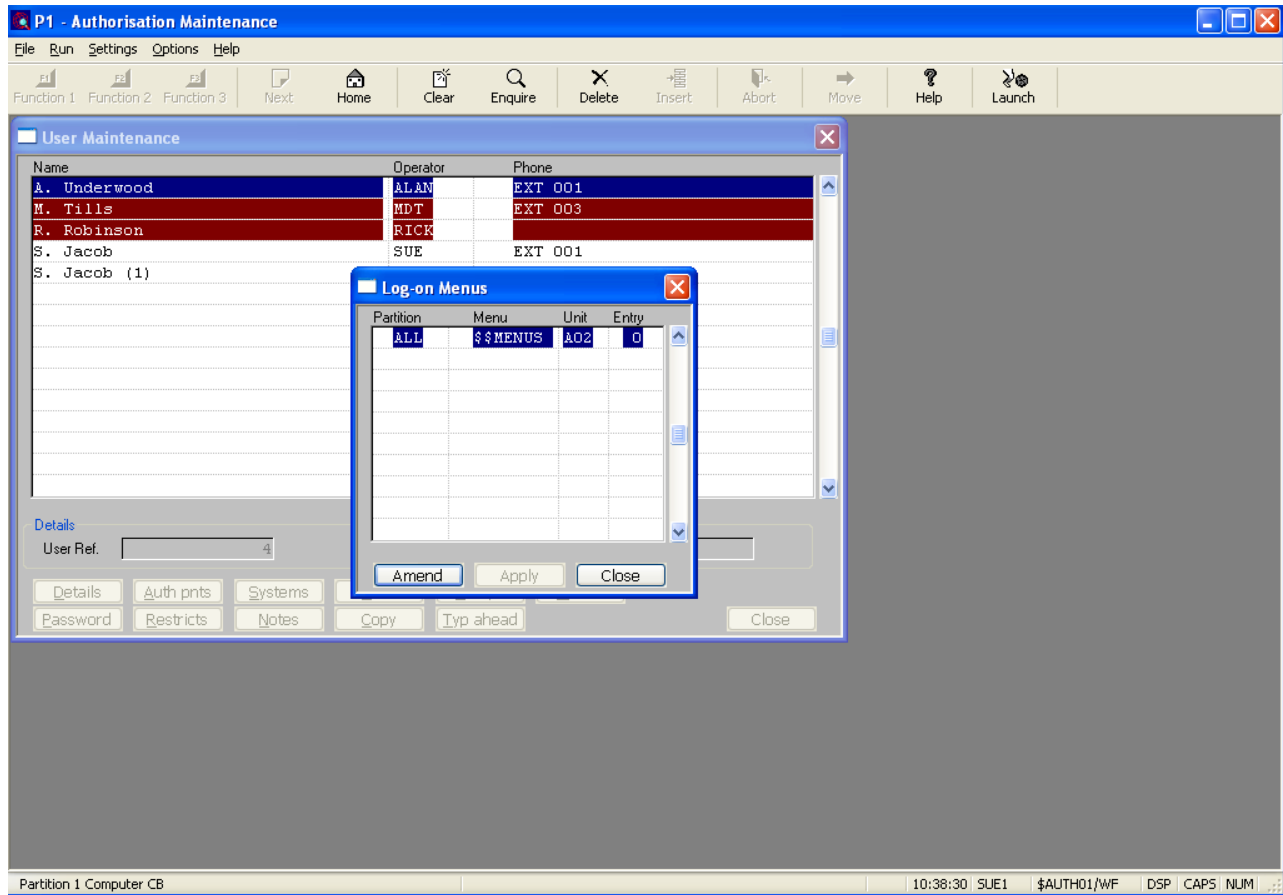 P1 - Authorisation Maintenance
File Run Settings Options Help
F1 F2 F3
Function 1 Function 2 Function 3 Next Home Clear Enquire Delete Insert Abort Move Help Launch
User Maintenance
Name Operator Phone
A. Underwood ALAN EXT 001
M. Tills MDT EXT 003
R. Robinson RICK
S. Jacob SUE EXT 001
S. Jacob (1)
Log-on Menus
Partition Menu Unit Entry
ALL $$MENUS A02 0
Amend Apply Close
Details
User Ref. 4
Details Auth pnts Systems
Password Restricts Notes Copy Typ ahead Close
Partition 1 Computer CB 10:38:30 SUE1 $AUTH01/WF DSP CAPS NUM